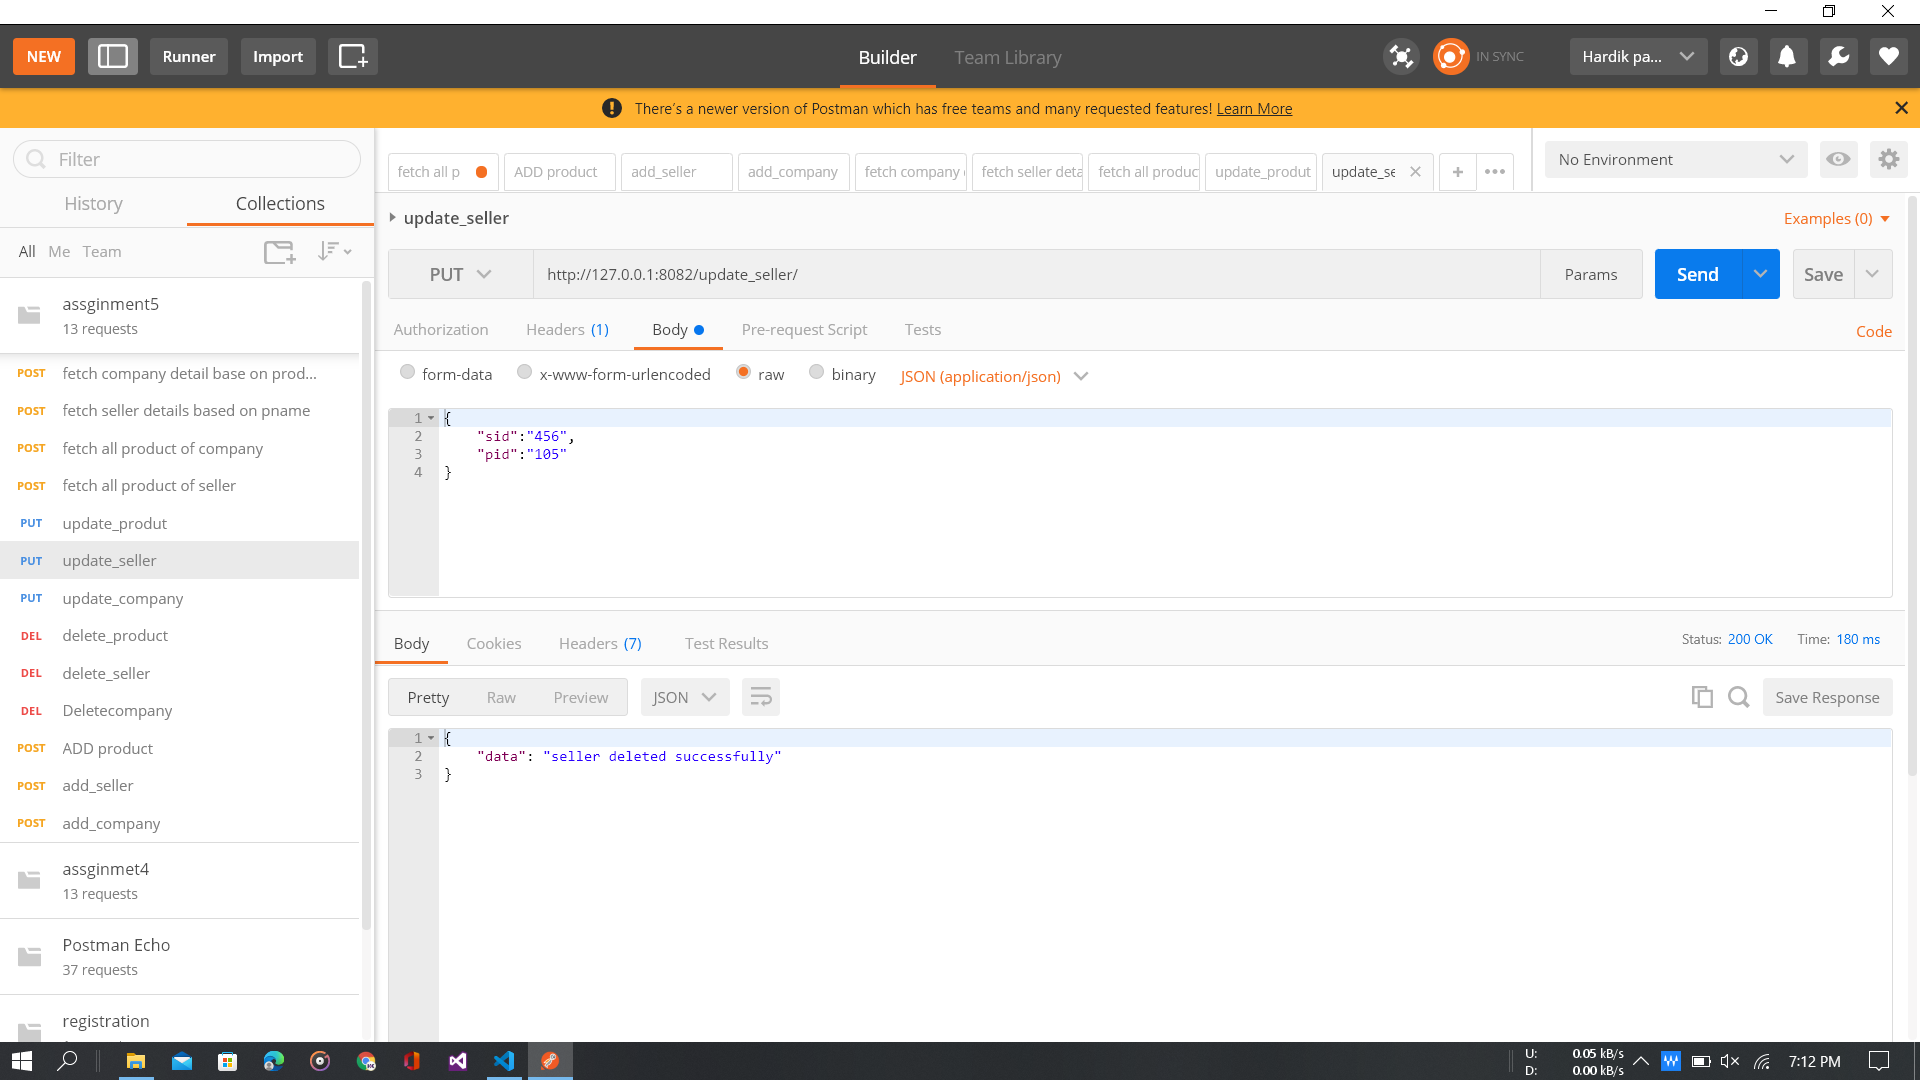 NEW
Runner
Import
Builder
Team Library
IN SYNC
Hardik pa...
There's a newer version of Postman which has free teams and many requested features! Learn More
Filter
History
Collections
All
Me
Team
assginment5
13 requests
POST fetch company detail base on prod...
POST fetch seller details based on pname
POST fetch all product of company
POST fetch all product of seller
PUT update_produt
PUT update_seller
PUT update_company
DEL delete_product
DEL delete_seller
DEL Deletecompany
POST ADD product
POST add_seller
POST add_company
assginmet4
13 requests
Postman Echo
37 requests
registration
fetch all p
ADD product
add_seller
add_company
fetch company
fetch seller deta
fetch all produc
update_produt
update_se
No Environment
update_seller
Examples (0)
PUT
http://127.0.0.1:8082/update_seller/
Params
Send
Save
Authorization
Headers (1)
Body
Pre-request Script
Tests
Code
form-data
x-www-form-urlencoded
raw
binary
JSON (application/json)
1 {
2 "sid":"456",
3 "pid":"105"
4 }
Body
Cookies
Headers (7)
Test Results
Status: 200 OK
Time: 180 ms
Pretty
Raw
Preview
JSON
Save Response
1 {
2 "data": "seller deleted successfully"
3 }
U: 0.05 kB/s
D: 0.00 kB/s
7:12 PM